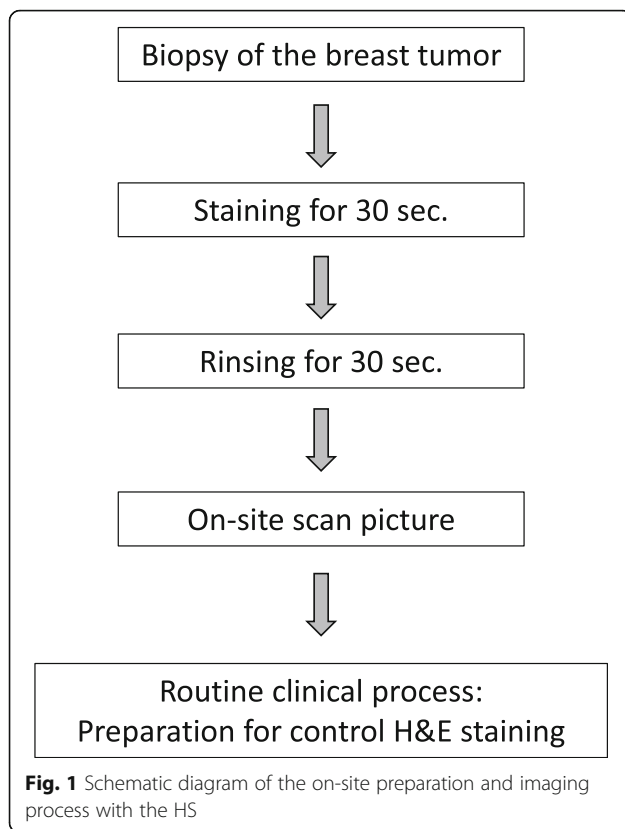 Biopsy of the breast tumor
Staining for 30 sec.
Rinsing for 30 sec.
On-site scan picture
Routine clinical process:
Preparation for control H&E staining
Fig. 1 Schematic diagram of the on-site preparation and imaging
process with the HS